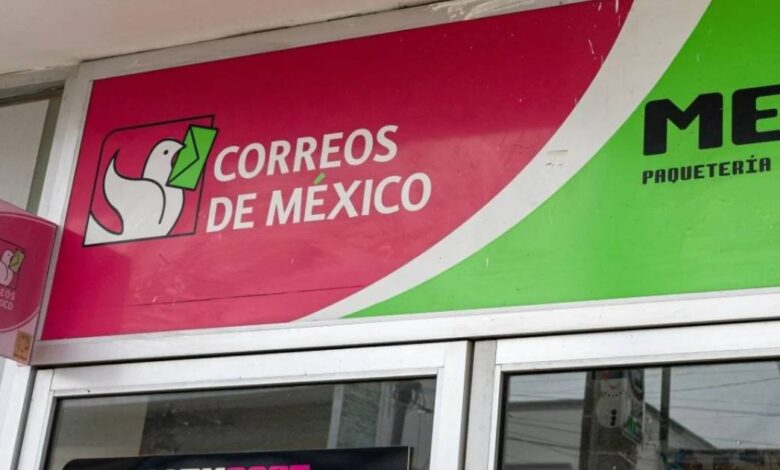 CORREOS
DE MÉXICO
ME
PAQUETERÍA